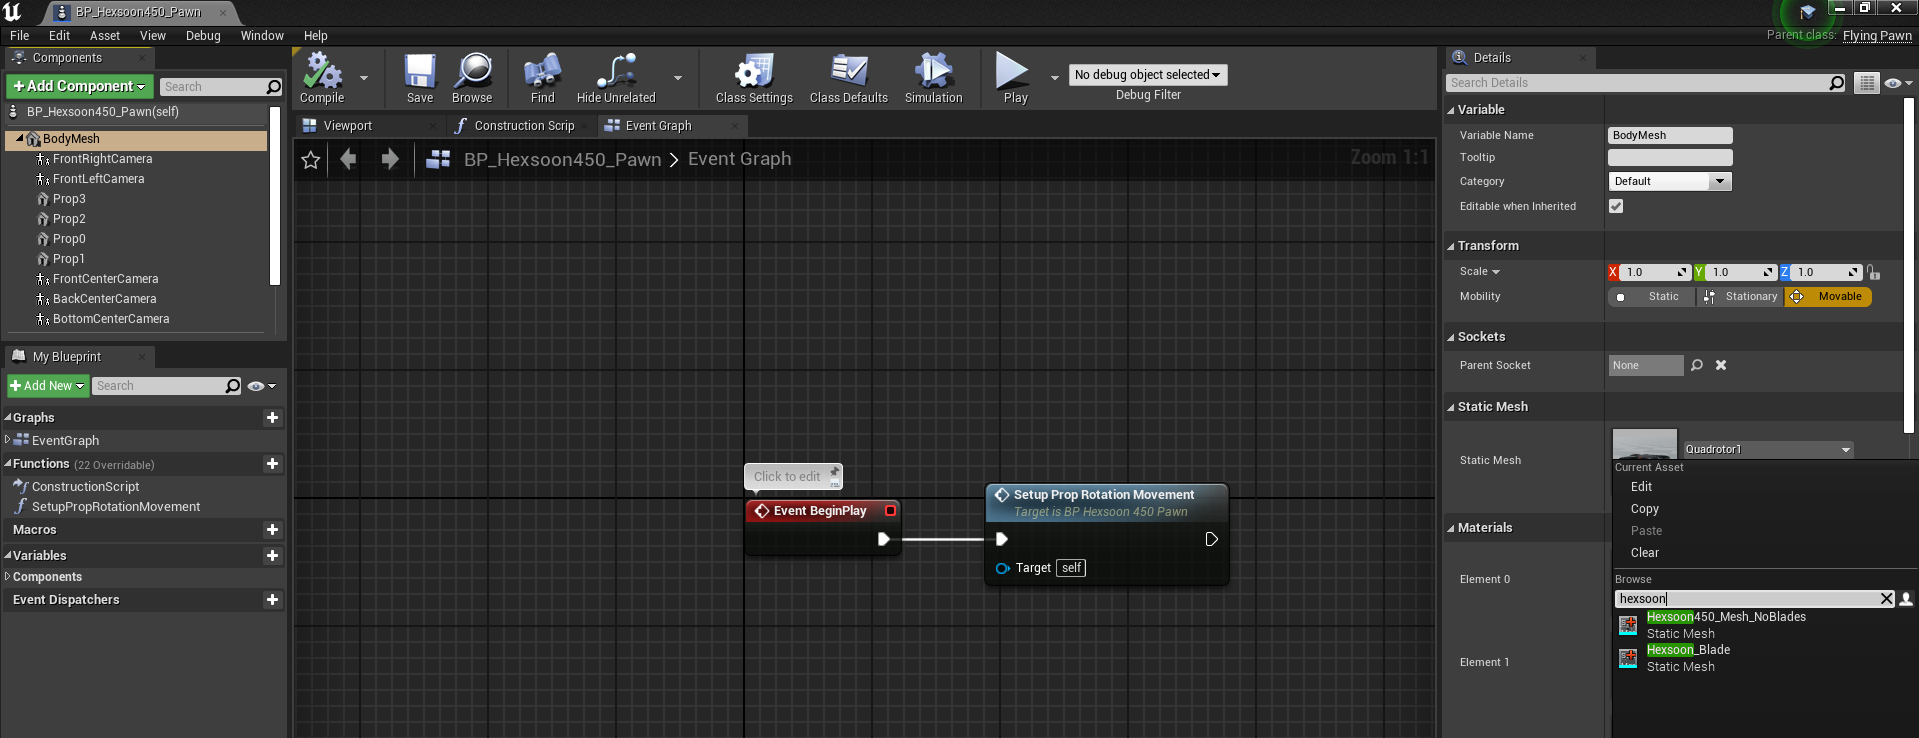 BP_Hexsoon450_Pawn
File Edit Asset View Debug Window Help
Parent class: Flying Pawn
Components
+Add Component
Search
BP_Hexsoon450_Pawn(self)
BodyMesh
FrontRightCamera
FrontLeftCamera
Prop3
Prop2
Prop0
Prop1
FrontCenterCamera
BackCenterCamera
BottomCenterCamera
My Blueprint
+Add New
Search
Graphs
EventGraph
Functions (22 Overridable)
ConstructionScript
SetupPropRotationMovement
Macros
Variables
Components
Event Dispatchers
Compile
Save
Browse
Find
Hide Unrelated
Class Settings
Class Defaults
Simulation
Play
No debug object selected
Debug Filter
Viewport
Construction Scrip
Event Graph
BP_Hexsoon450_Pawn > Event Graph
Zoom 1:1
Click to edit
Event BeginPlay
Setup Prop Rotation Movement
Target is BP Hexsoon 450 Pawn
Target self
Details
Search Details
Variable
Variable Name BodyMesh
Tooltip
Category Default
Editable when Inherited
Transform
Scale X 1.0 Y 1.0 Z 1.0
Mobility Static Stationary Movable
Sockets
Parent Socket None
Static Mesh
Static Mesh
Quadrotor1
Current Asset
Edit
Copy
Paste
Clear
Materials
Element 0
Element 1
Browse
hexsoon
Hexsoon450_Mesh_NoBlades
Static Mesh
Hexsoon_Blade
Static Mesh